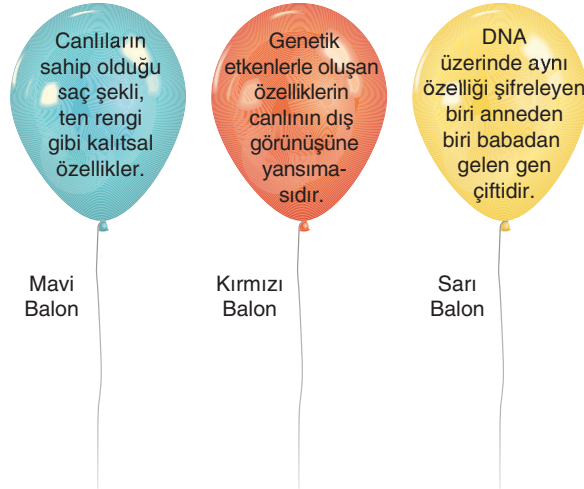 Canlıların
sahip olduğu
saç şekli,
ten rengi
gibi kalıtsal
özellikler.
Genetik
etkenlerle oluşan
özelliklerin
canlının dış
görünüşüne
yansıma-
sıdır.
DNA
üzerinde aynı
özelliği şifreleyen
biri anneden
biri babadan
gelen gen
çiftidir.
Mavi
Balon
Kırmızı
Balon
Sarı
Balon